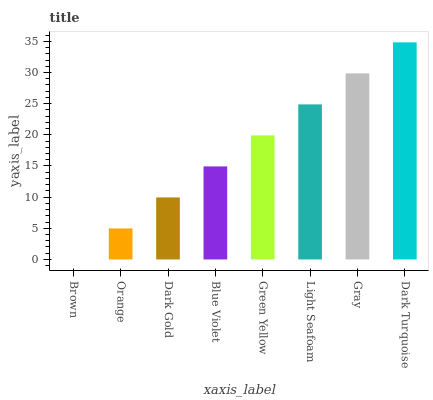 title
35
30
25
20
15
10
5
0
yaxis_label
Brown
Orange
Dark Gold
Blue Violet
Green Yellow
Light Seafoam
Gray
Dark Turquoise
xaxis_label